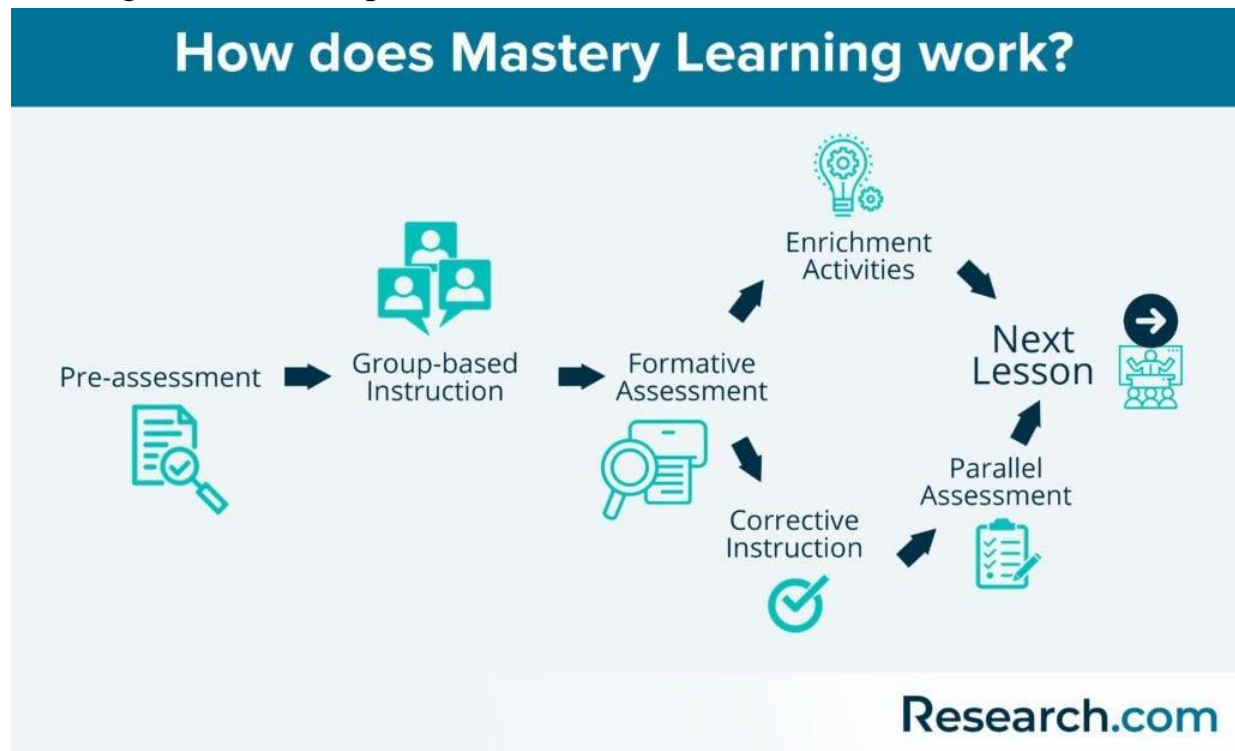 How does Mastery Learning work?
Pre-assessment
Group-based
Instruction
Formative
Assessment
Enrichment
Activities
Corrective
Instruction
Parallel
Assessment
Next
Lesson
Research.com